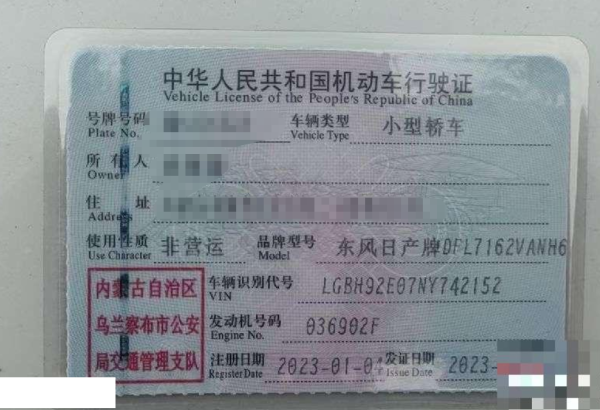 中华人民共和国机动车行驶证
Vehicle License of the People's Republic of China
号牌号码 车辆类型 小型轿车
Plate No. Vehicle Type
所有人
Owner
住址
Address
使用性质 非营运 品牌型号 东风日产牌DFL7162VANH6
Use Character Model
内蒙古自治区
乌兰察布市公安
局交通管理支队
车辆识别代号 LGBH92E07NY742152
VIN
发动机号码 036902F
Engine No.
注册日期 2023-01-04 发证日期 2023-
Register Date Issue Date